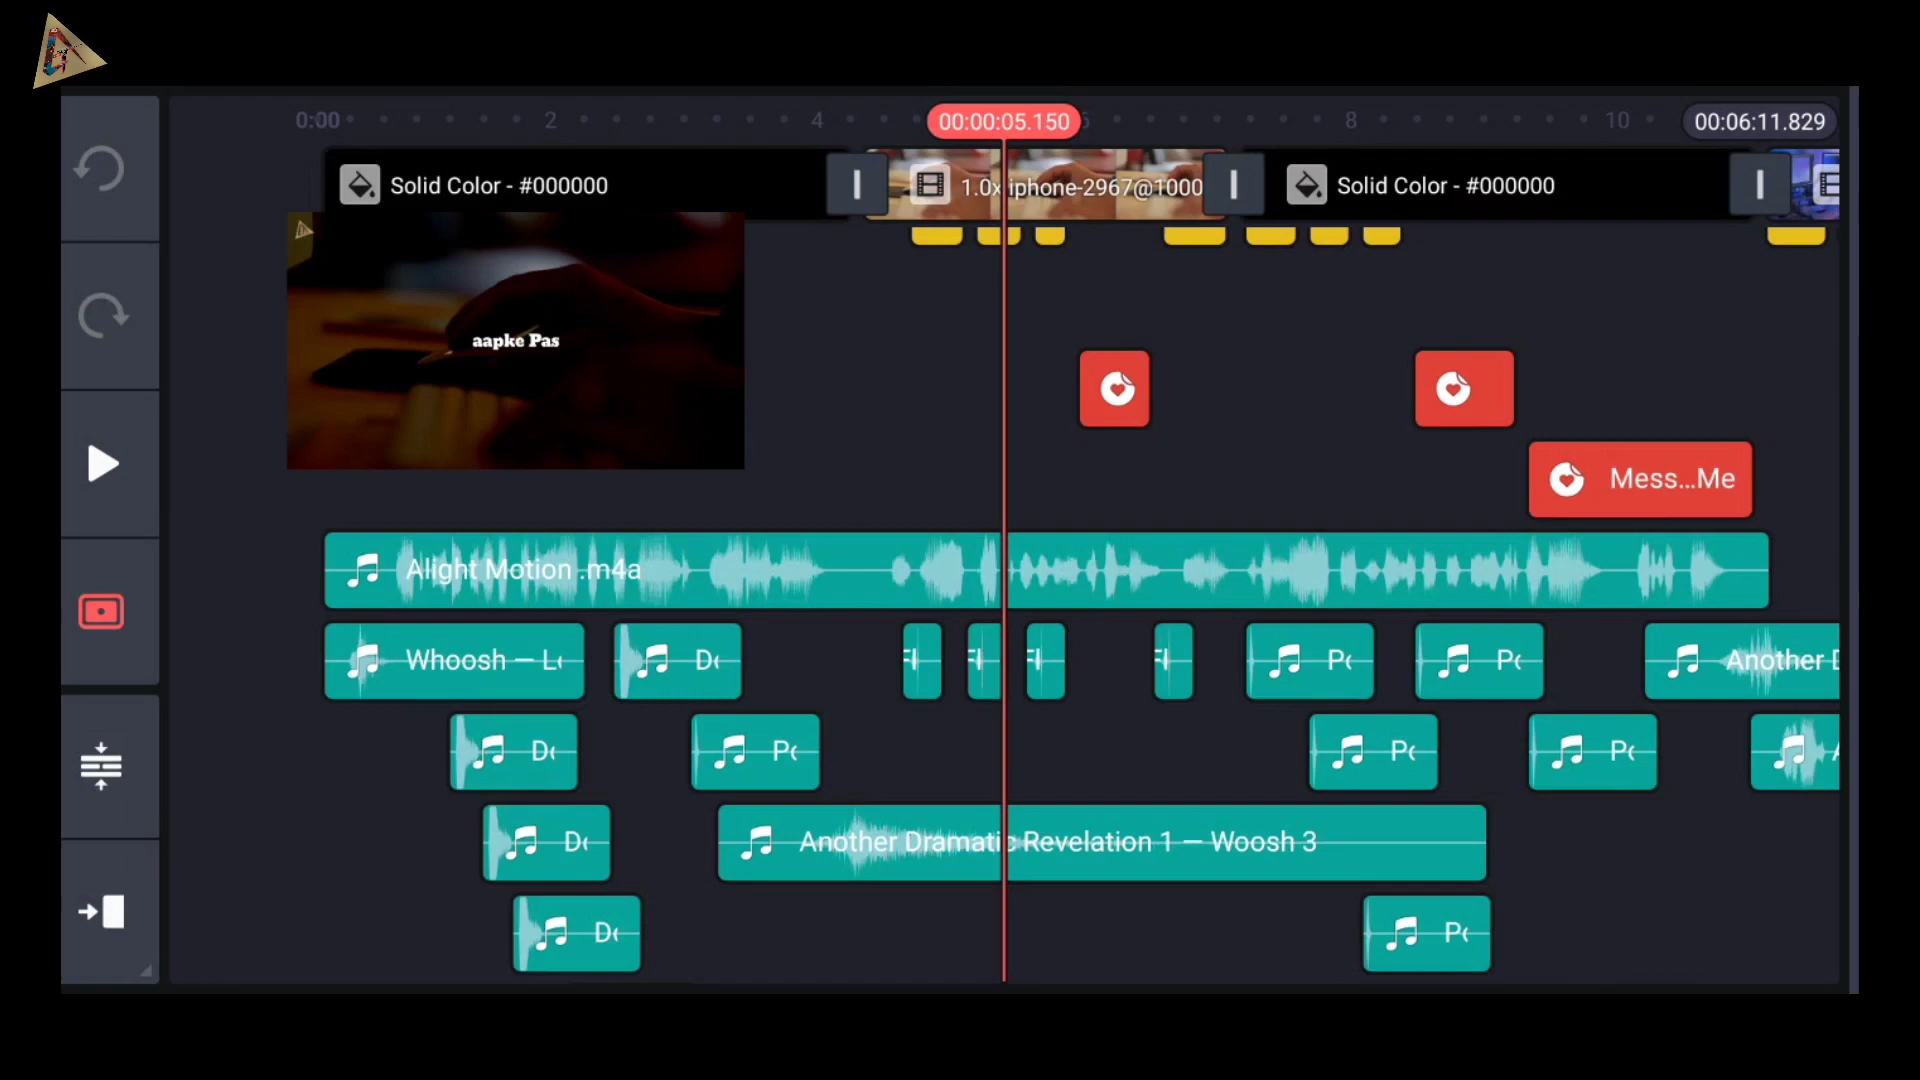 0:00 2 4 00:00:05.150 8 10 00:06:11.829
Solid Color - #000000
1.0x iphone-2967@1000
Solid Color - #000000
aapke Pas
Mess...Me
Alight Motion .m4a
Whoosh — L
Another
Another Dramatic Revelation 1 — Woosh 3